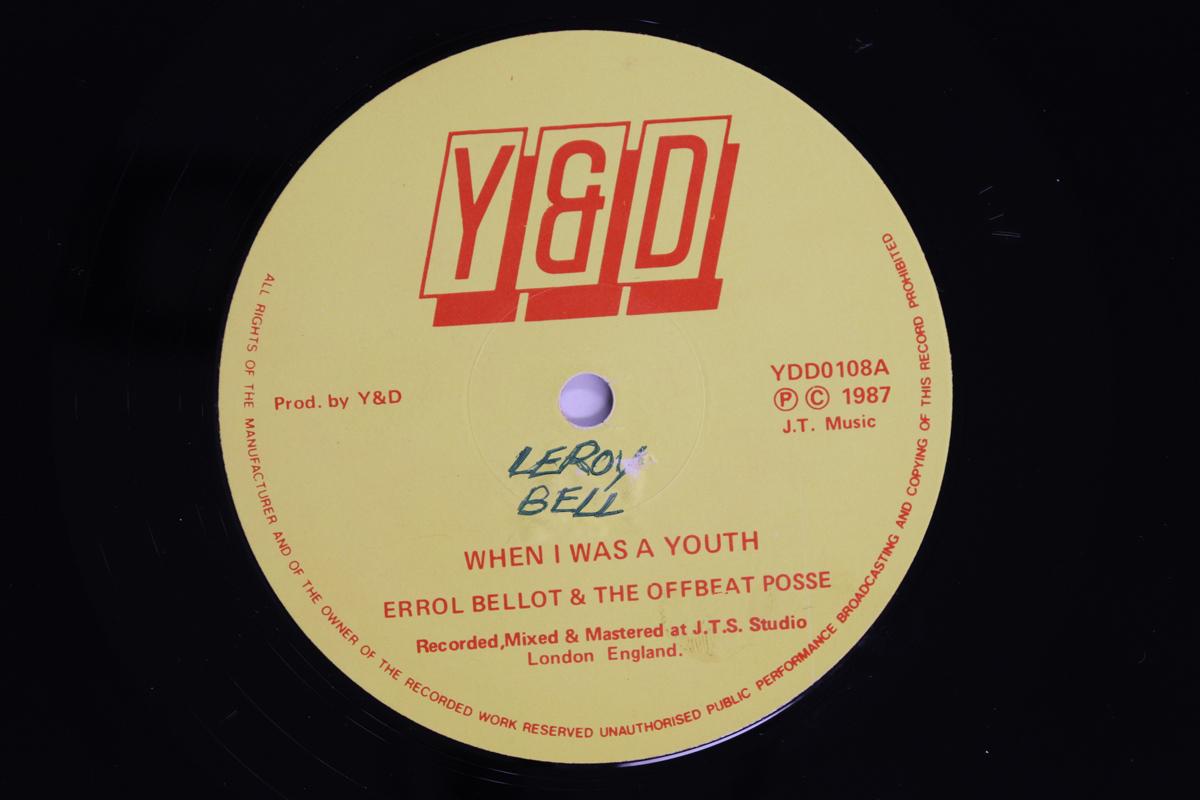 Y&D
Prod. by Y&D
YDD0108A
Ⓟ © 1987
J.T. Music
LEROY
BELL
WHEN I WAS A YOUTH
ERROL BELLOT & THE OFFBEAT POSSE
Recorded,Mixed & Mastered at J.T.S. Studio
London England.
ALL RIGHTS OF THE MANUFACTURER AND OF THE OWNER OF THE RECORDED WORK RESERVED UNAUTHORISED PUBLIC PERFORMANCE BROADCASTING AND COPYING OF THIS RECORD PROHIBITED